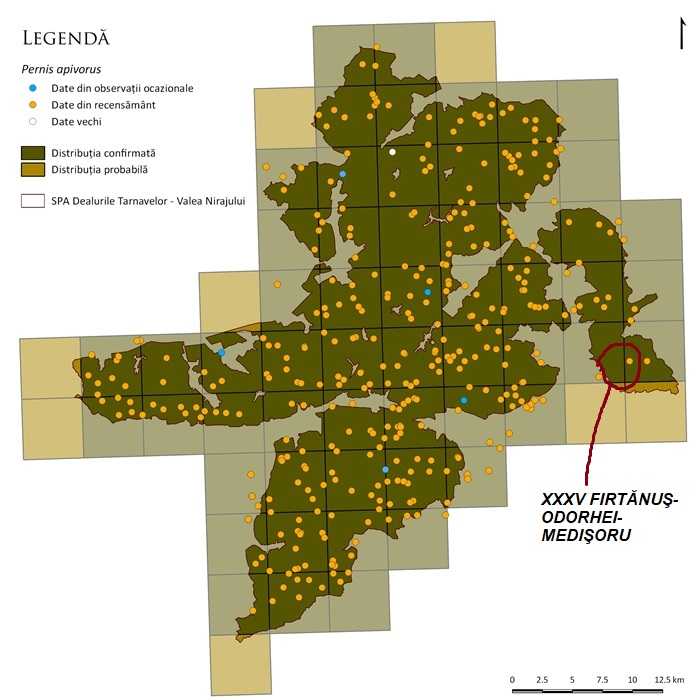 LEGENDĂ
Pernis apivorus
Date din observații ocazionale
Date din recensământ
Date vechi
Distribuția confirmată
Distribuția probabilă
SPA Dealurile Tarnavelor - Valea Nirajului
XXXV FIRTĂNUŞ-
ODORHEI-
MEDIŞORU
0 2.5 5 7.5 10 12.5 km